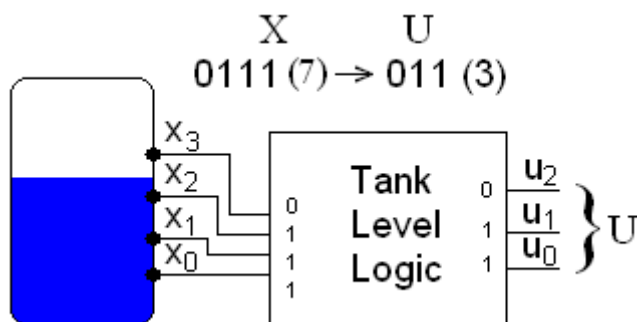 X U
0111 (7) → 011 (3)
x3
x2
x1
x0
0
1
1
1
Tank
Level
Logic
0
1
1
u2
u1
u0
} U